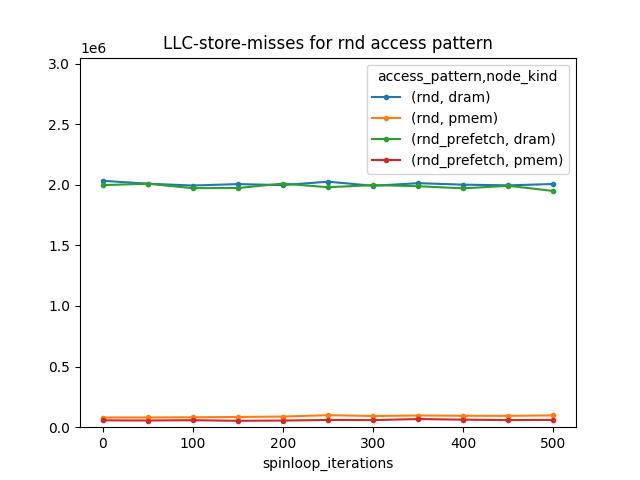 LLC-store-misses for rnd access pattern
1e6
3.0
2.5
2.0
1.5
1.0
0.5
0.0
access_pattern,node_kind
(rnd, dram)
(rnd, pmem)
(rnd_prefetch, dram)
(rnd_prefetch, pmem)
0 100 200 300 400 500
spinloop_iterations